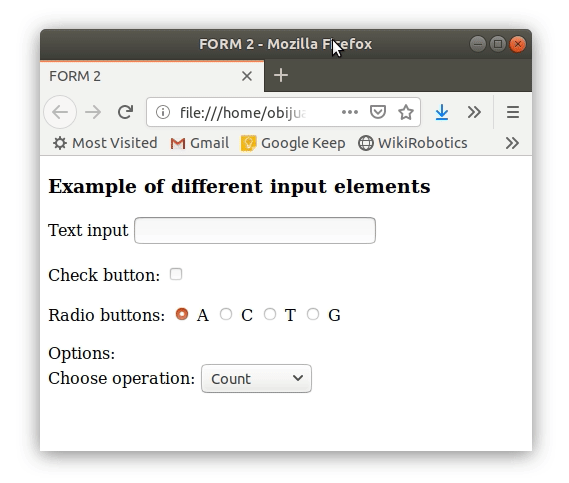 FORM 2 - Mozilla Firefox
FORM 2
file:///home/obijua
Most Visited Gmail Google Keep WikiRobotics
Example of different input elements
Text input
Check button:
Radio buttons: A C T G
Options:
Choose operation: Count